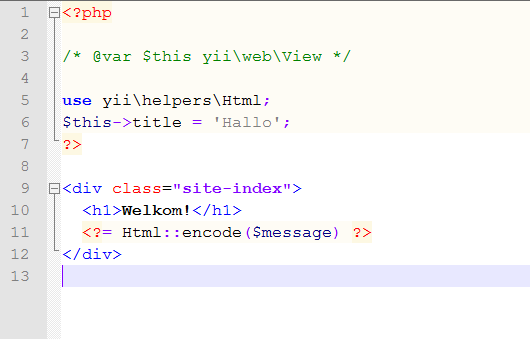 1 <?php
2
3 /* @var $this yii\web\View */
4
5 use yii\helpers\Html;
6 $this->title = 'Hallo';
7 ?>
8
9 <div class="site-index">
10 <h1>Welkom!</h1>
11 <?= Html::encode($message) ?>
12 </div>
13